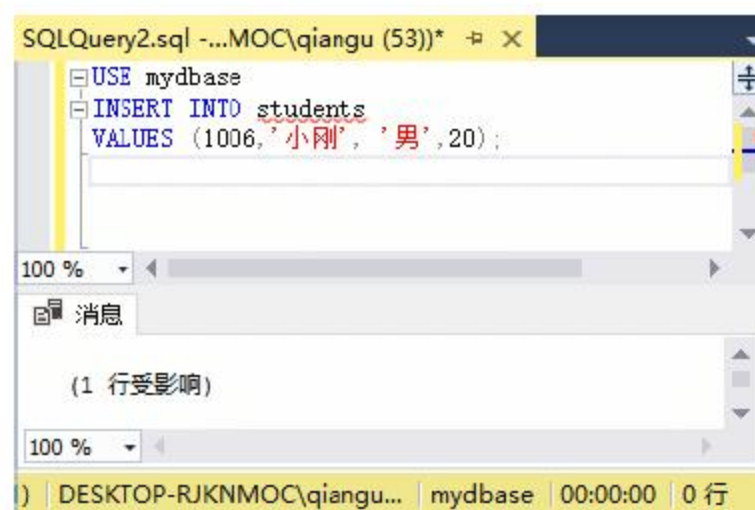 SQLQuery2.sql -...MOC\qiangu (53))*
USE mydbase
INSERT INTO students
VALUES (1006,'小刚', '男',20);
100 %
消息
(1 行受影响)
100 %
) DESKTOP-RJKNMOC\qiangu... mydbase 00:00:00 0 行